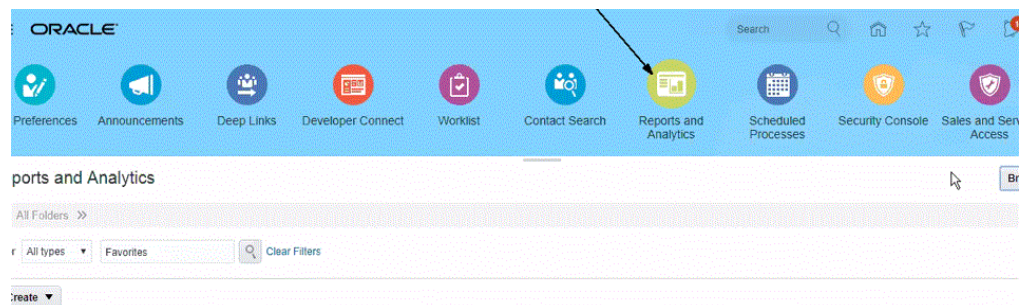 ORACLE
Search
Preferences Announcements Deep Links Developer Connect Worklist Contact Search Reports and Analytics Scheduled Processes Security Console Sales and Serv Access
ports and Analytics
Br
All Folders »
r All types Favorites Clear Filters
reate